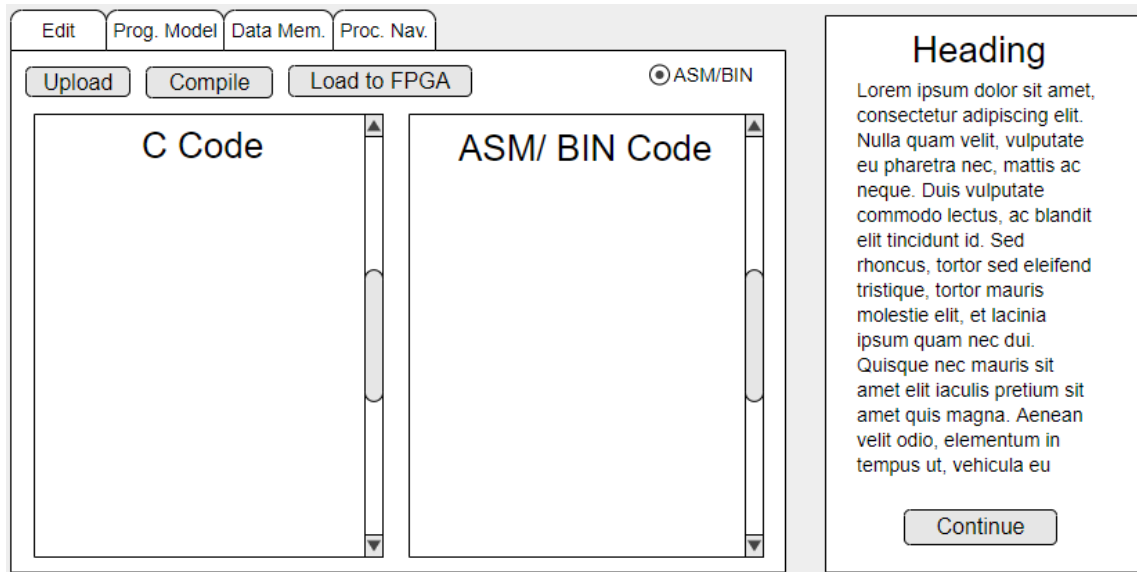 Edit Prog. Model Data Mem. Proc. Nav.
Upload Compile Load to FPGA ASM/BIN
C Code
ASM/ BIN Code
Heading
Lorem ipsum dolor sit amet,
consectetur adipiscing elit.
Nulla quam velit, vulputate
eu pharetra nec, mattis ac
neque. Duis vulputate
commodo lectus, ac blandit
elit tincidunt id. Sed
rhoncus, tortor sed eleifend
tristique, tortor mauris
molestie elit, et lacinia
ipsum quam nec dui.
Quisque nec mauris sit
amet elit iaculis pretium sit
amet quis magna. Aenean
velit odio, elementum in
tempus ut, vehicula eu
Continue